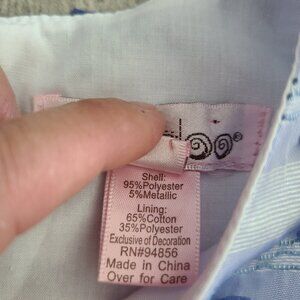 Shell:
95%Polyester
5%Metallic
Lining:
65%Cotton
35%Polyester
Exclusive of Decoration
RN#94856
Made in China
Over for Care